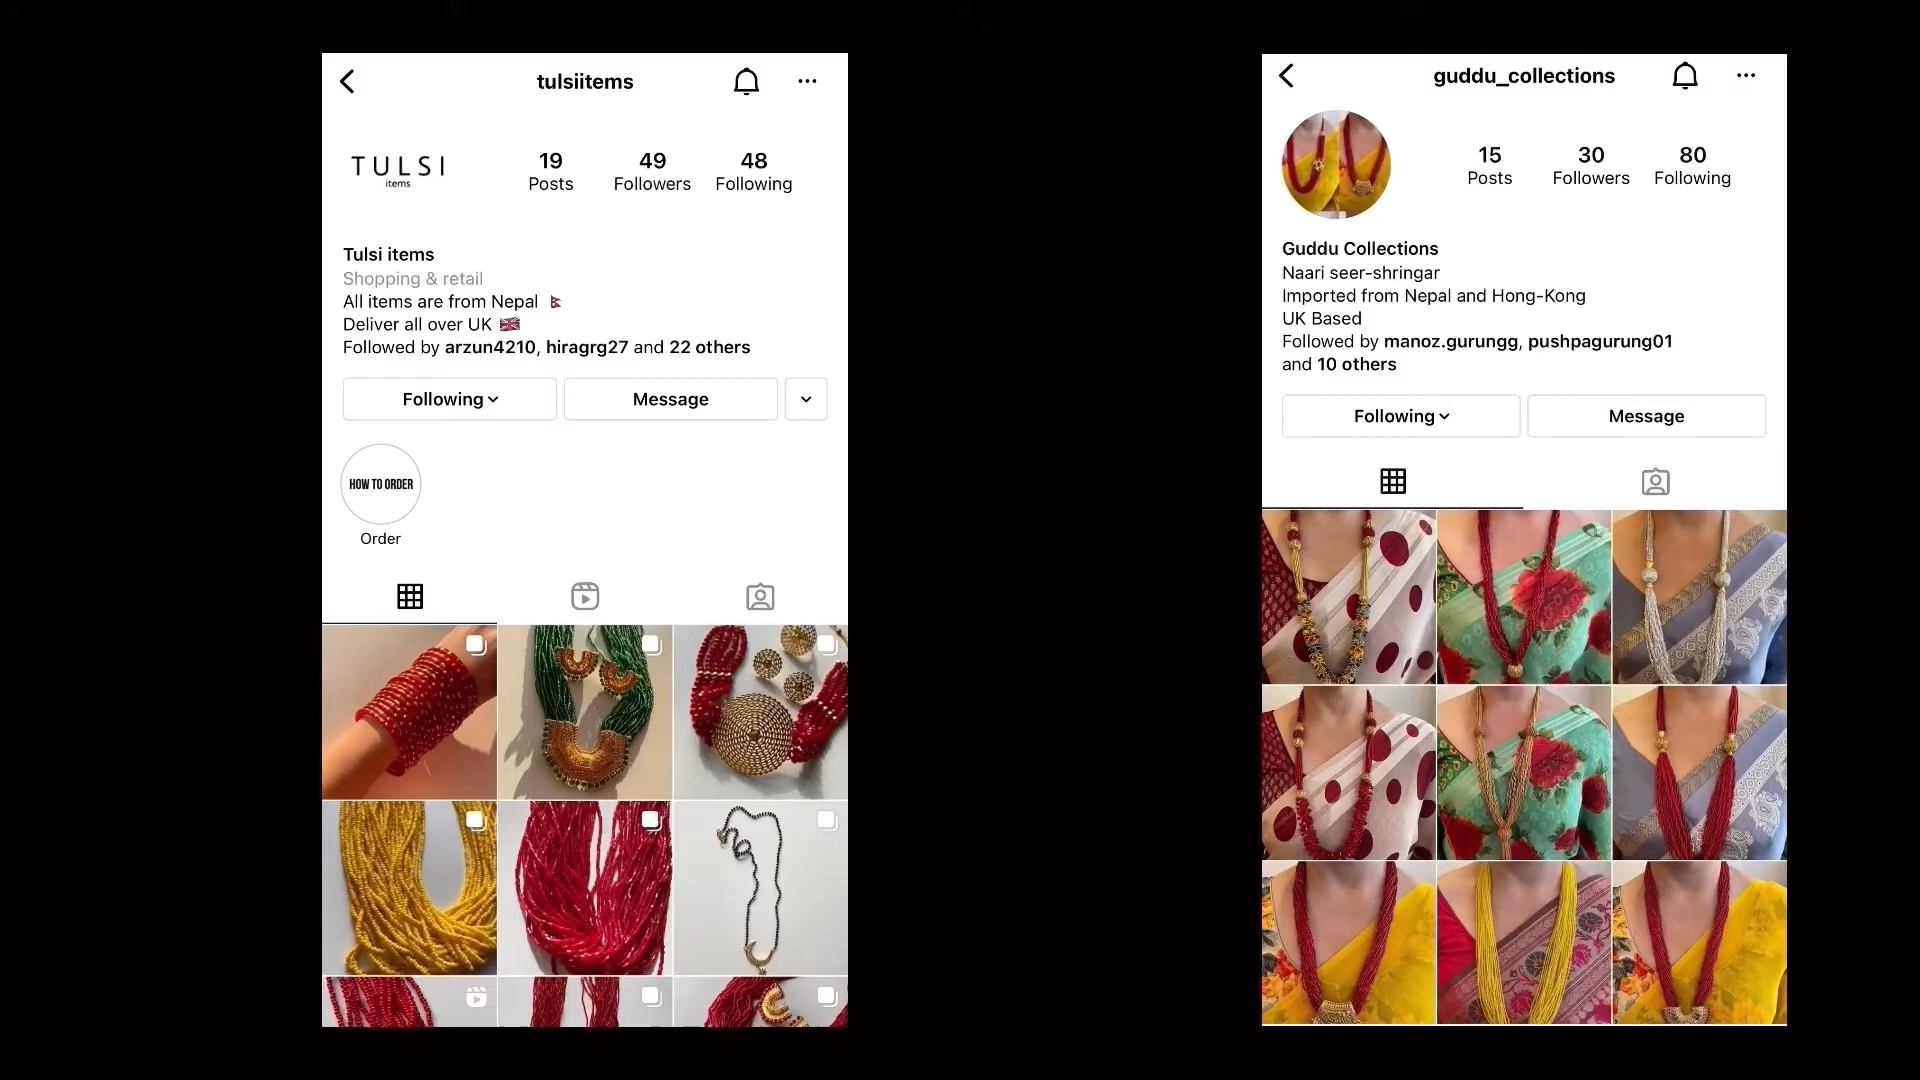 tulsiitems
TULSI
items
19
Posts
49
Followers
48
Following
Tulsi items
Shopping & retail
All items are from Nepal 🇳🇵
Deliver all over UK 🇬🇧
Followed by arzun4210, hiragrg27 and 22 others
Following
Message
HOW TO ORDER
Order
guddu_collections
15
Posts
30
Followers
80
Following
Guddu Collections
Naari seer-shringar
Imported from Nepal and Hong-Kong
UK Based
Followed by manoz.gurungg, pushpagurung01
and 10 others
Following
Message